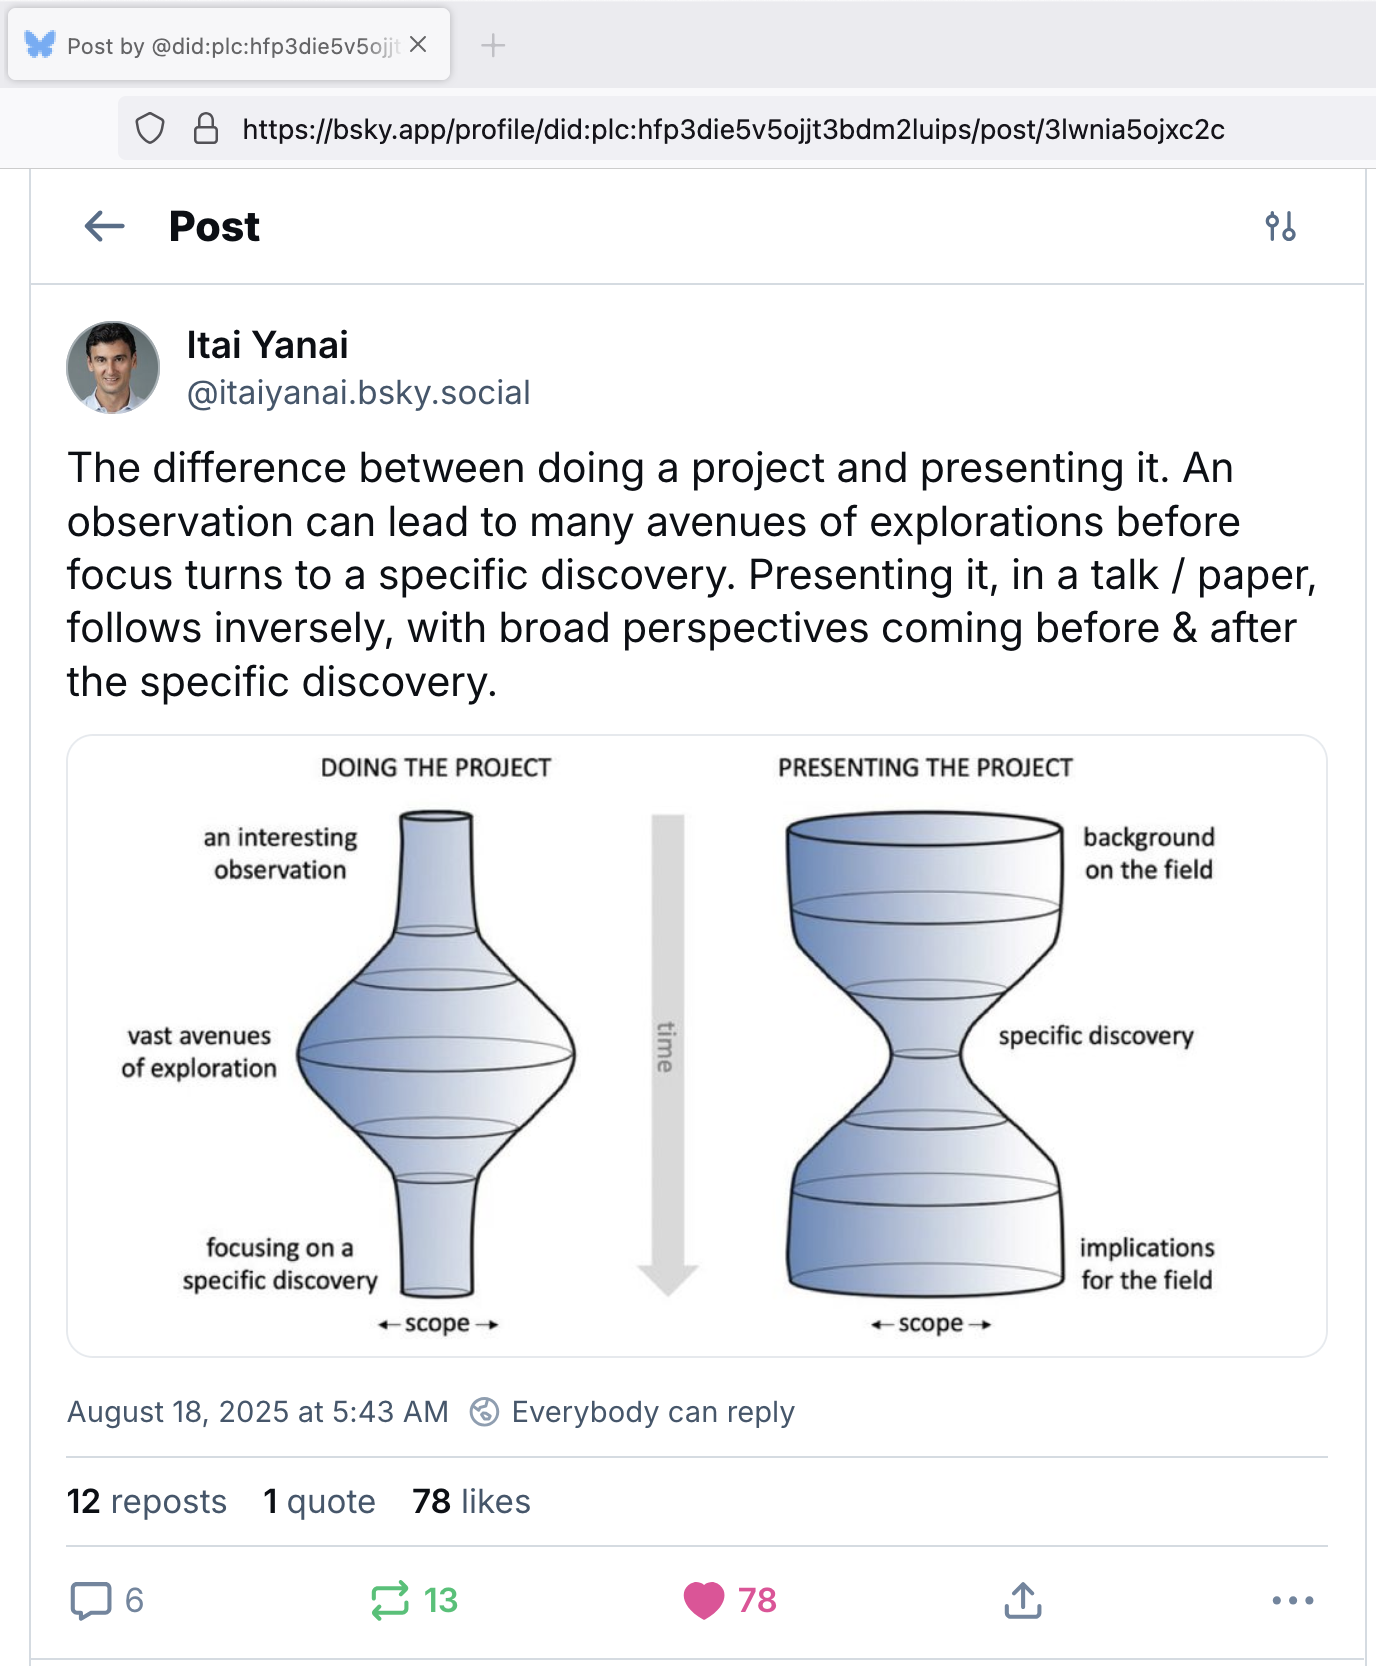 Post by @did:plc:hfp3die5v5ojjt
https://bsky.app/profile/did:plc:hfp3die5v5ojjt3bdm2luips/post/3lwnia5ojxc2c
Post
Itai Yanai
@itaiyanai.bsky.social
The difference between doing a project and presenting it. An
observation can lead to many avenues of explorations before
focus turns to a specific discovery. Presenting it, in a talk / paper,
follows inversely, with broad perspectives coming before & after
the specific discovery.
DOING THE PROJECT
an interesting
observation
vast avenues
of exploration
focusing on a
specific discovery
←scope→
time
PRESENTING THE PROJECT
background
on the field
specific discovery
implications
for the field
←scope→
August 18, 2025 at 5:43 AM Everybody can reply
12 reposts 1 quote 78 likes
6 13 78